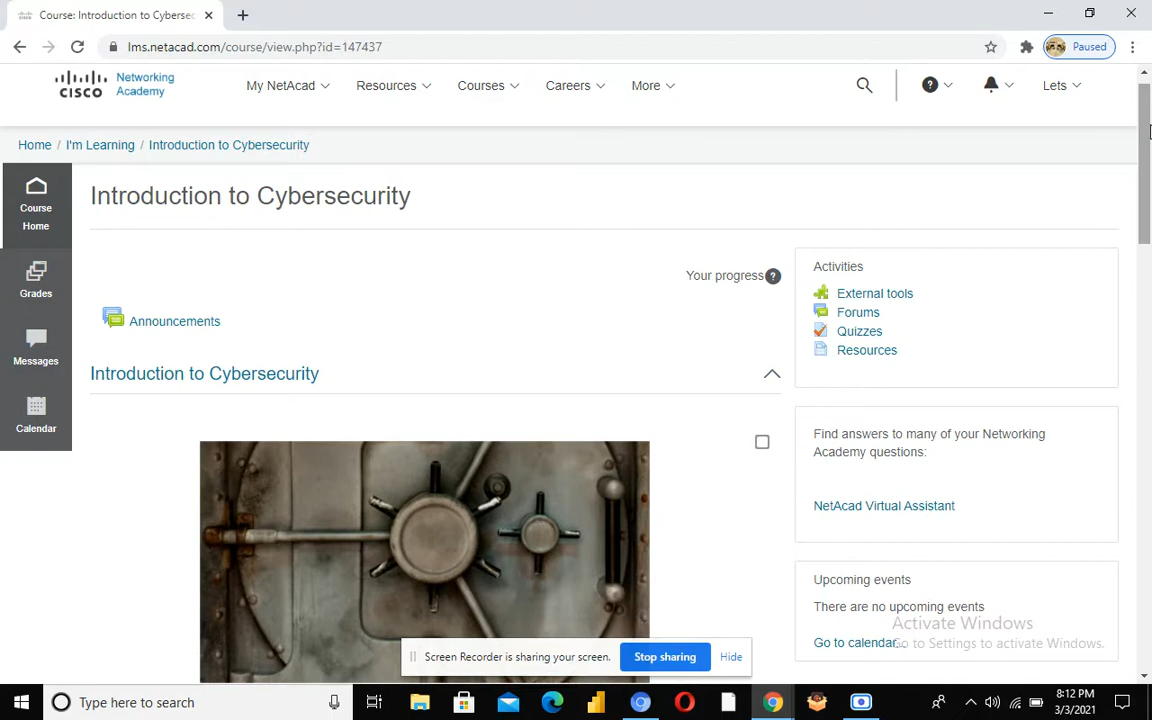 Course: Introduction to Cybersec
lms.netacad.com/course/view.php?id=147437
Paused
CISCO
Networking
Academy
My NetAcad
Resources
Courses
Careers
More
Lets
Home / I'm Learning / Introduction to Cybersecurity
Course
Home
Grades
Messages
Calendar
Introduction to Cybersecurity
Your progress
Announcements
Introduction to Cybersecurity
Activities
External tools
Forums
Quizzes
Resources
Find answers to many of your Networking
Academy questions:
NetAcad Virtual Assistant
Upcoming events
There are no upcoming events
Activate Windows
Go to calendar...
Go to Settings to activate Windows.
Screen Recorder is sharing your screen.
Stop sharing
Hide
Type here to search
8:12 PM
3/3/2021